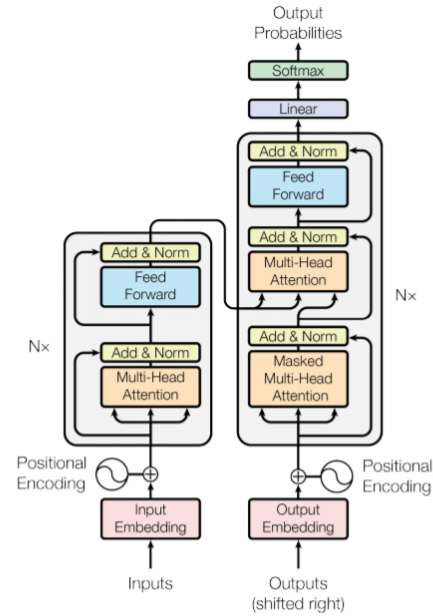 Output
Probabilities
Softmax
Linear
Add & Norm
Feed
Forward
Add & Norm
Multi-Head
Attention
Nx
Add & Norm
Masked
Multi-Head
Attention
Add & Norm
Feed
Forward
Nx
Add & Norm
Multi-Head
Attention
Positional
Encoding
Positional
Encoding
Input
Embedding
Output
Embedding
Inputs
Outputs
(shifted right)